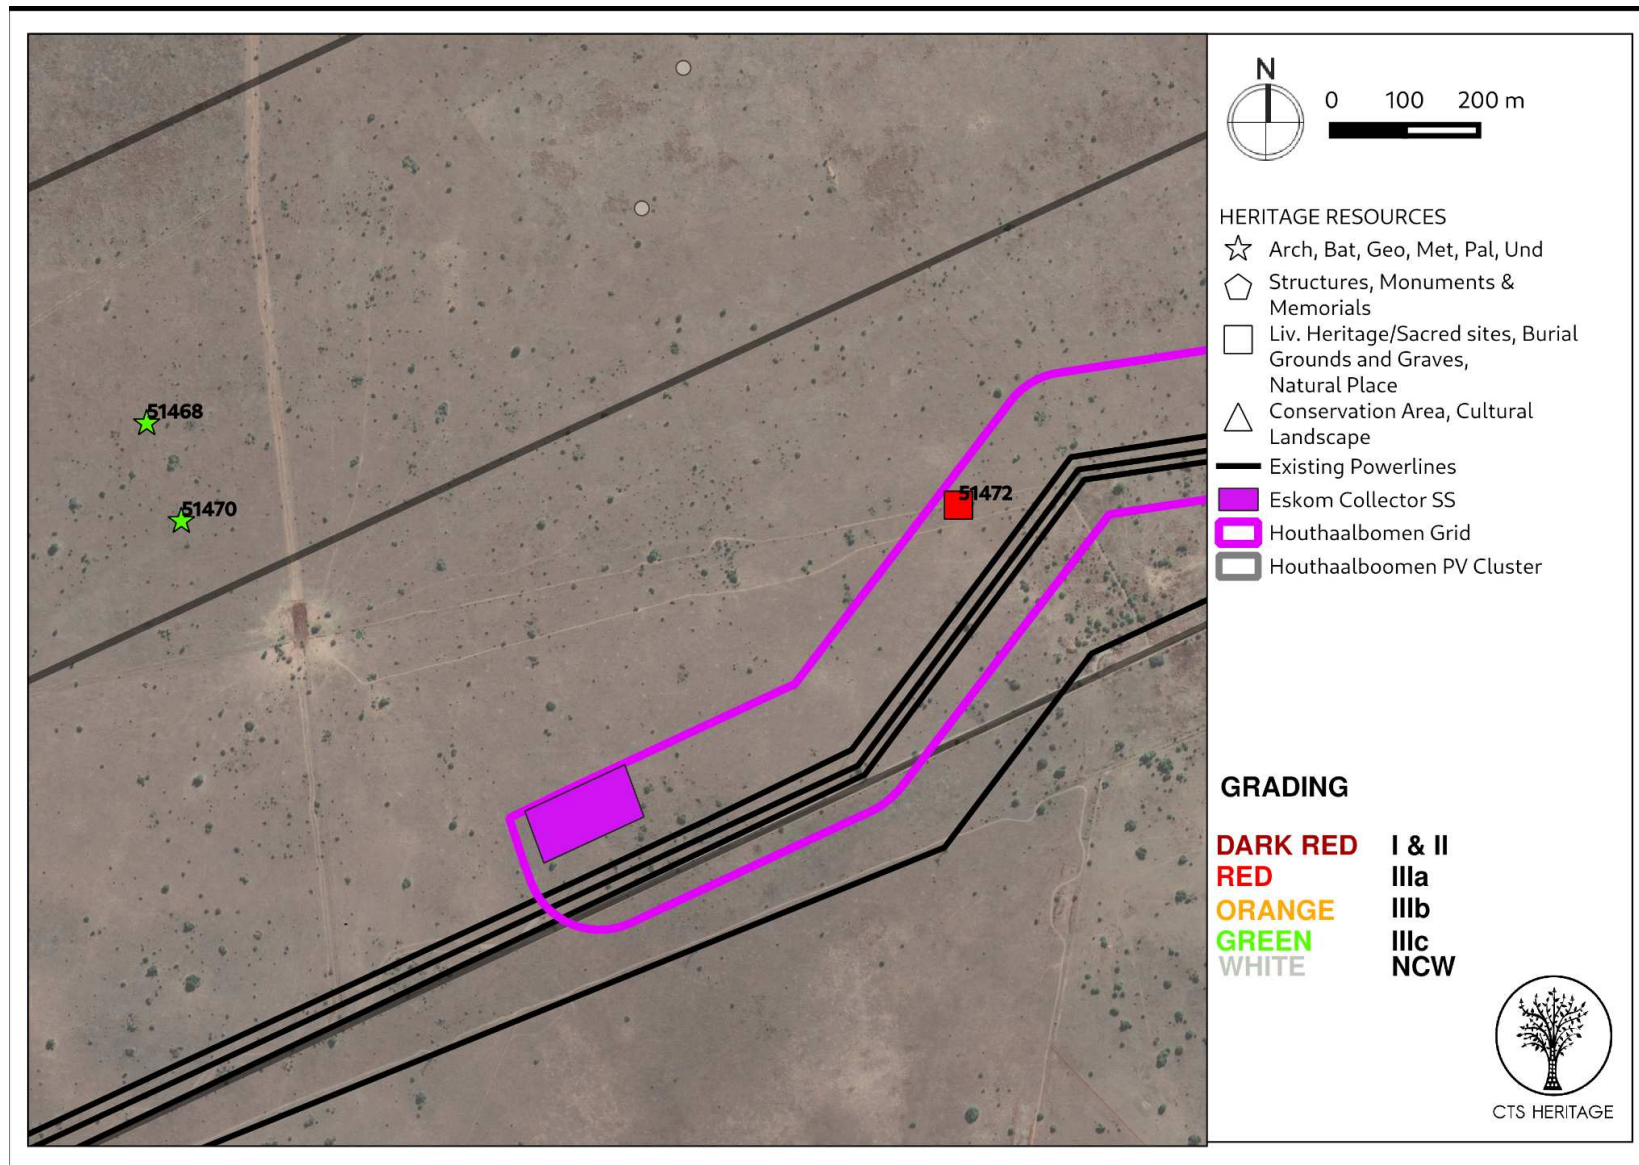 51468
51470
51472
N
0 100 200 m
HERITAGE RESOURCES
Arch, Bat, Geo, Met, Pal, Und
Structures, Monuments &
Memorials
Liv. Heritage/Sacred sites, Burial
Grounds and Graves,
Natural Place
Conservation Area, Cultural
Landscape
Existing Powerlines
Eskom Collector SS
Houthaalbomen Grid
Houthaalboomen PV Cluster
GRADING
DARK RED I & II
RED IIIa
ORANGE IIIb
GREEN IIIc
WHITE NCW
CTS HERITAGE